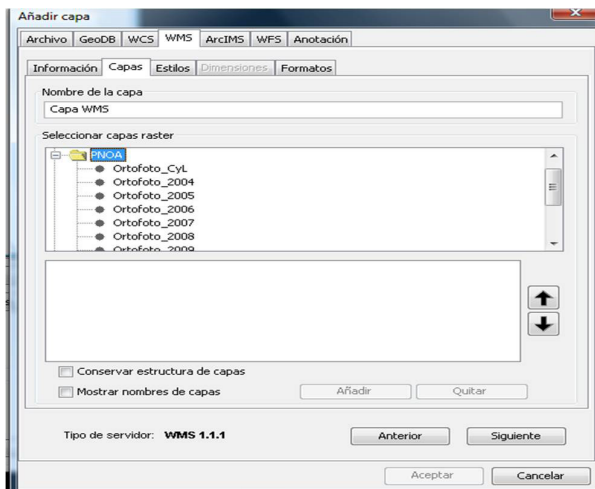 Añadir capa
Archivo GeoDB WCS WMS ArcIMS WFS Anotación
Información Capas Estilos Dimensiones Formatos
Nombre de la capa
Capa WMS
Seleccionar capas raster
PNOA
Ortofoto_CyL
Ortofoto_2004
Ortofoto_2005
Ortofoto_2006
Ortofoto_2007
Ortofoto_2008
Ortofoto_2009
Conservar estructura de capas
Mostrar nombres de capas Añadir Quitar
Tipo de servidor: WMS 1.1.1 Anterior Siguiente
Aceptar Cancelar